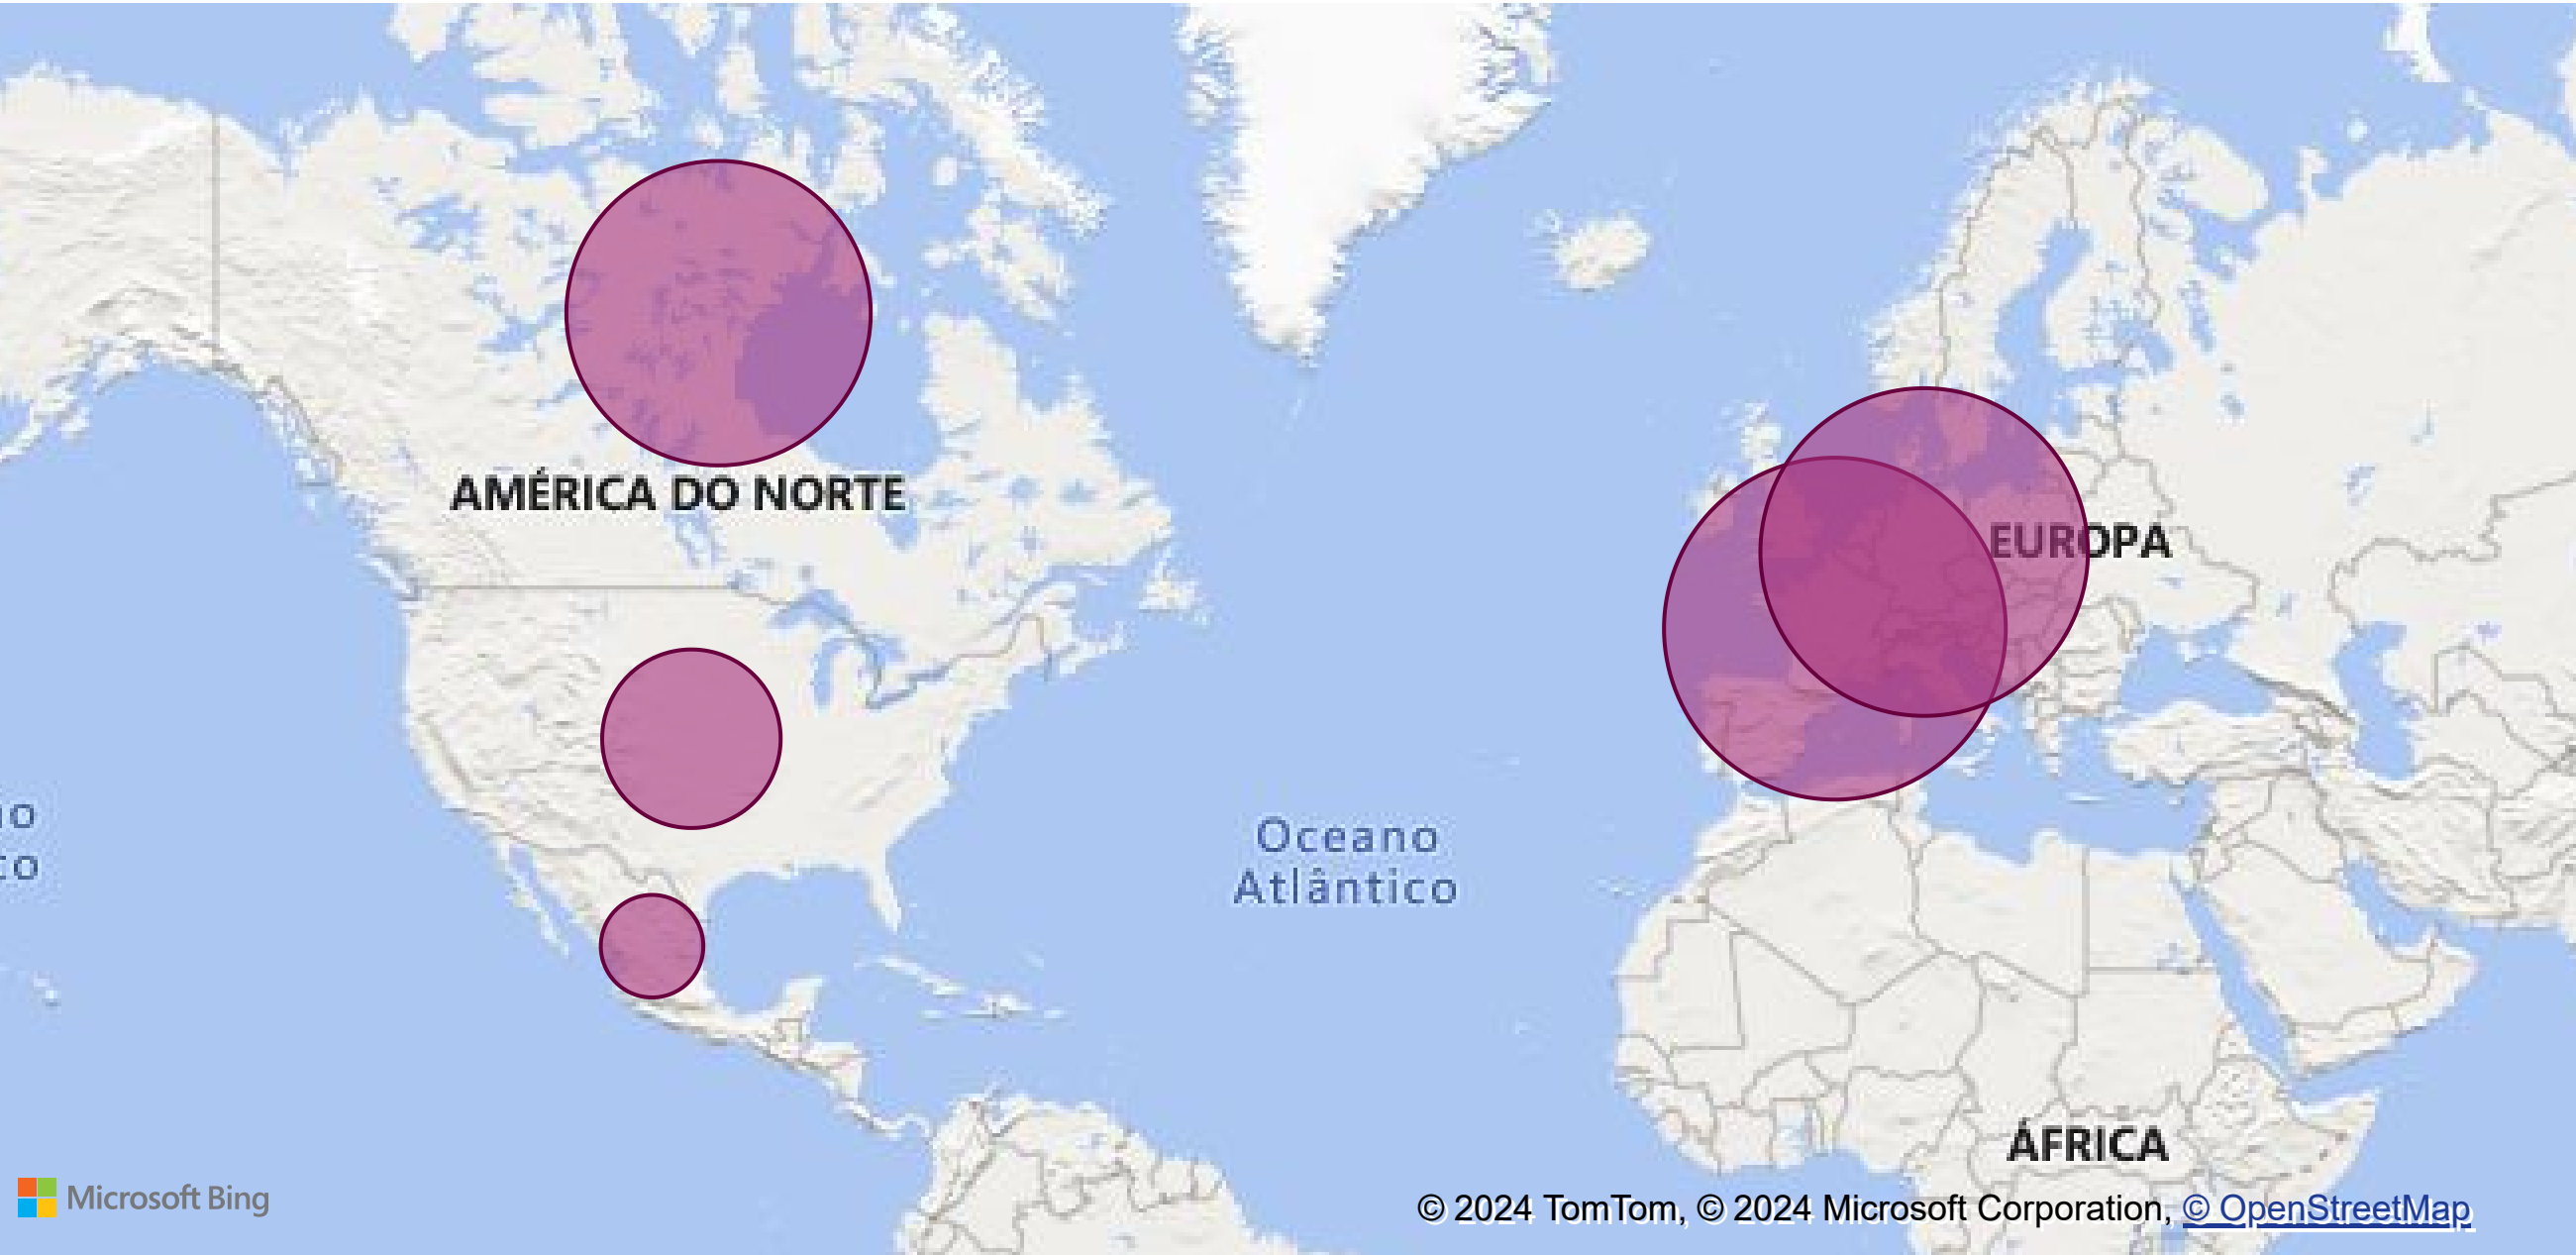 AMÉRICA DO NORTE
EUROPA
Oceano
Atlântico
ÁFRICA
Microsoft Bing
© 2024 TomTom, © 2024 Microsoft Corporation, © OpenStreetMap